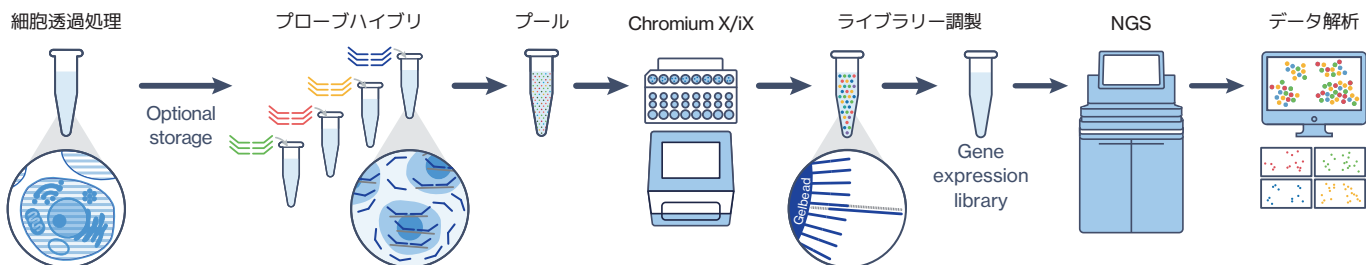 細胞透過処理
プローブハイブリ
プール
Chromium X/iX
ライブラリー調製
NGS
データ解析
Optional
storage
Gelbead
Gene
expression
library